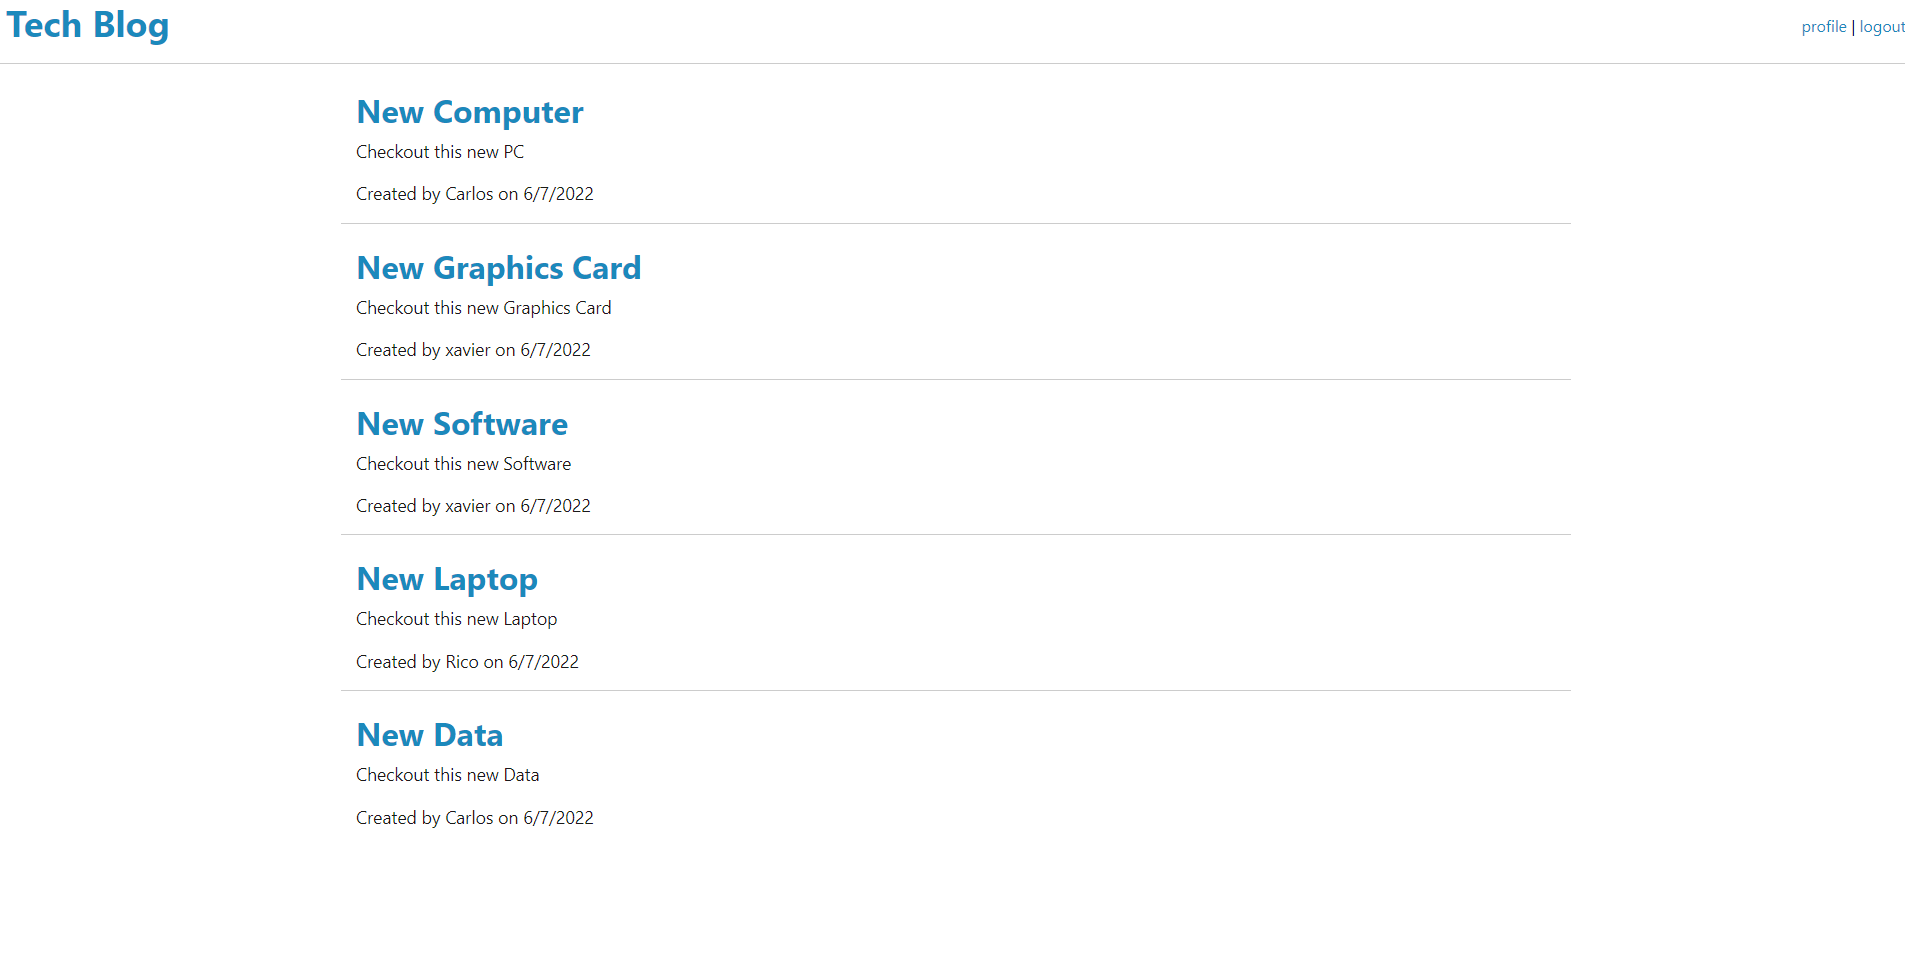 Tech Blog
profile | logout
New Computer
Checkout this new PC
Created by Carlos on 6/7/2022
New Graphics Card
Checkout this new Graphics Card
Created by xavier on 6/7/2022
New Software
Checkout this new Software
Created by xavier on 6/7/2022
New Laptop
Checkout this new Laptop
Created by Rico on 6/7/2022
New Data
Checkout this new Data
Created by Carlos on 6/7/2022